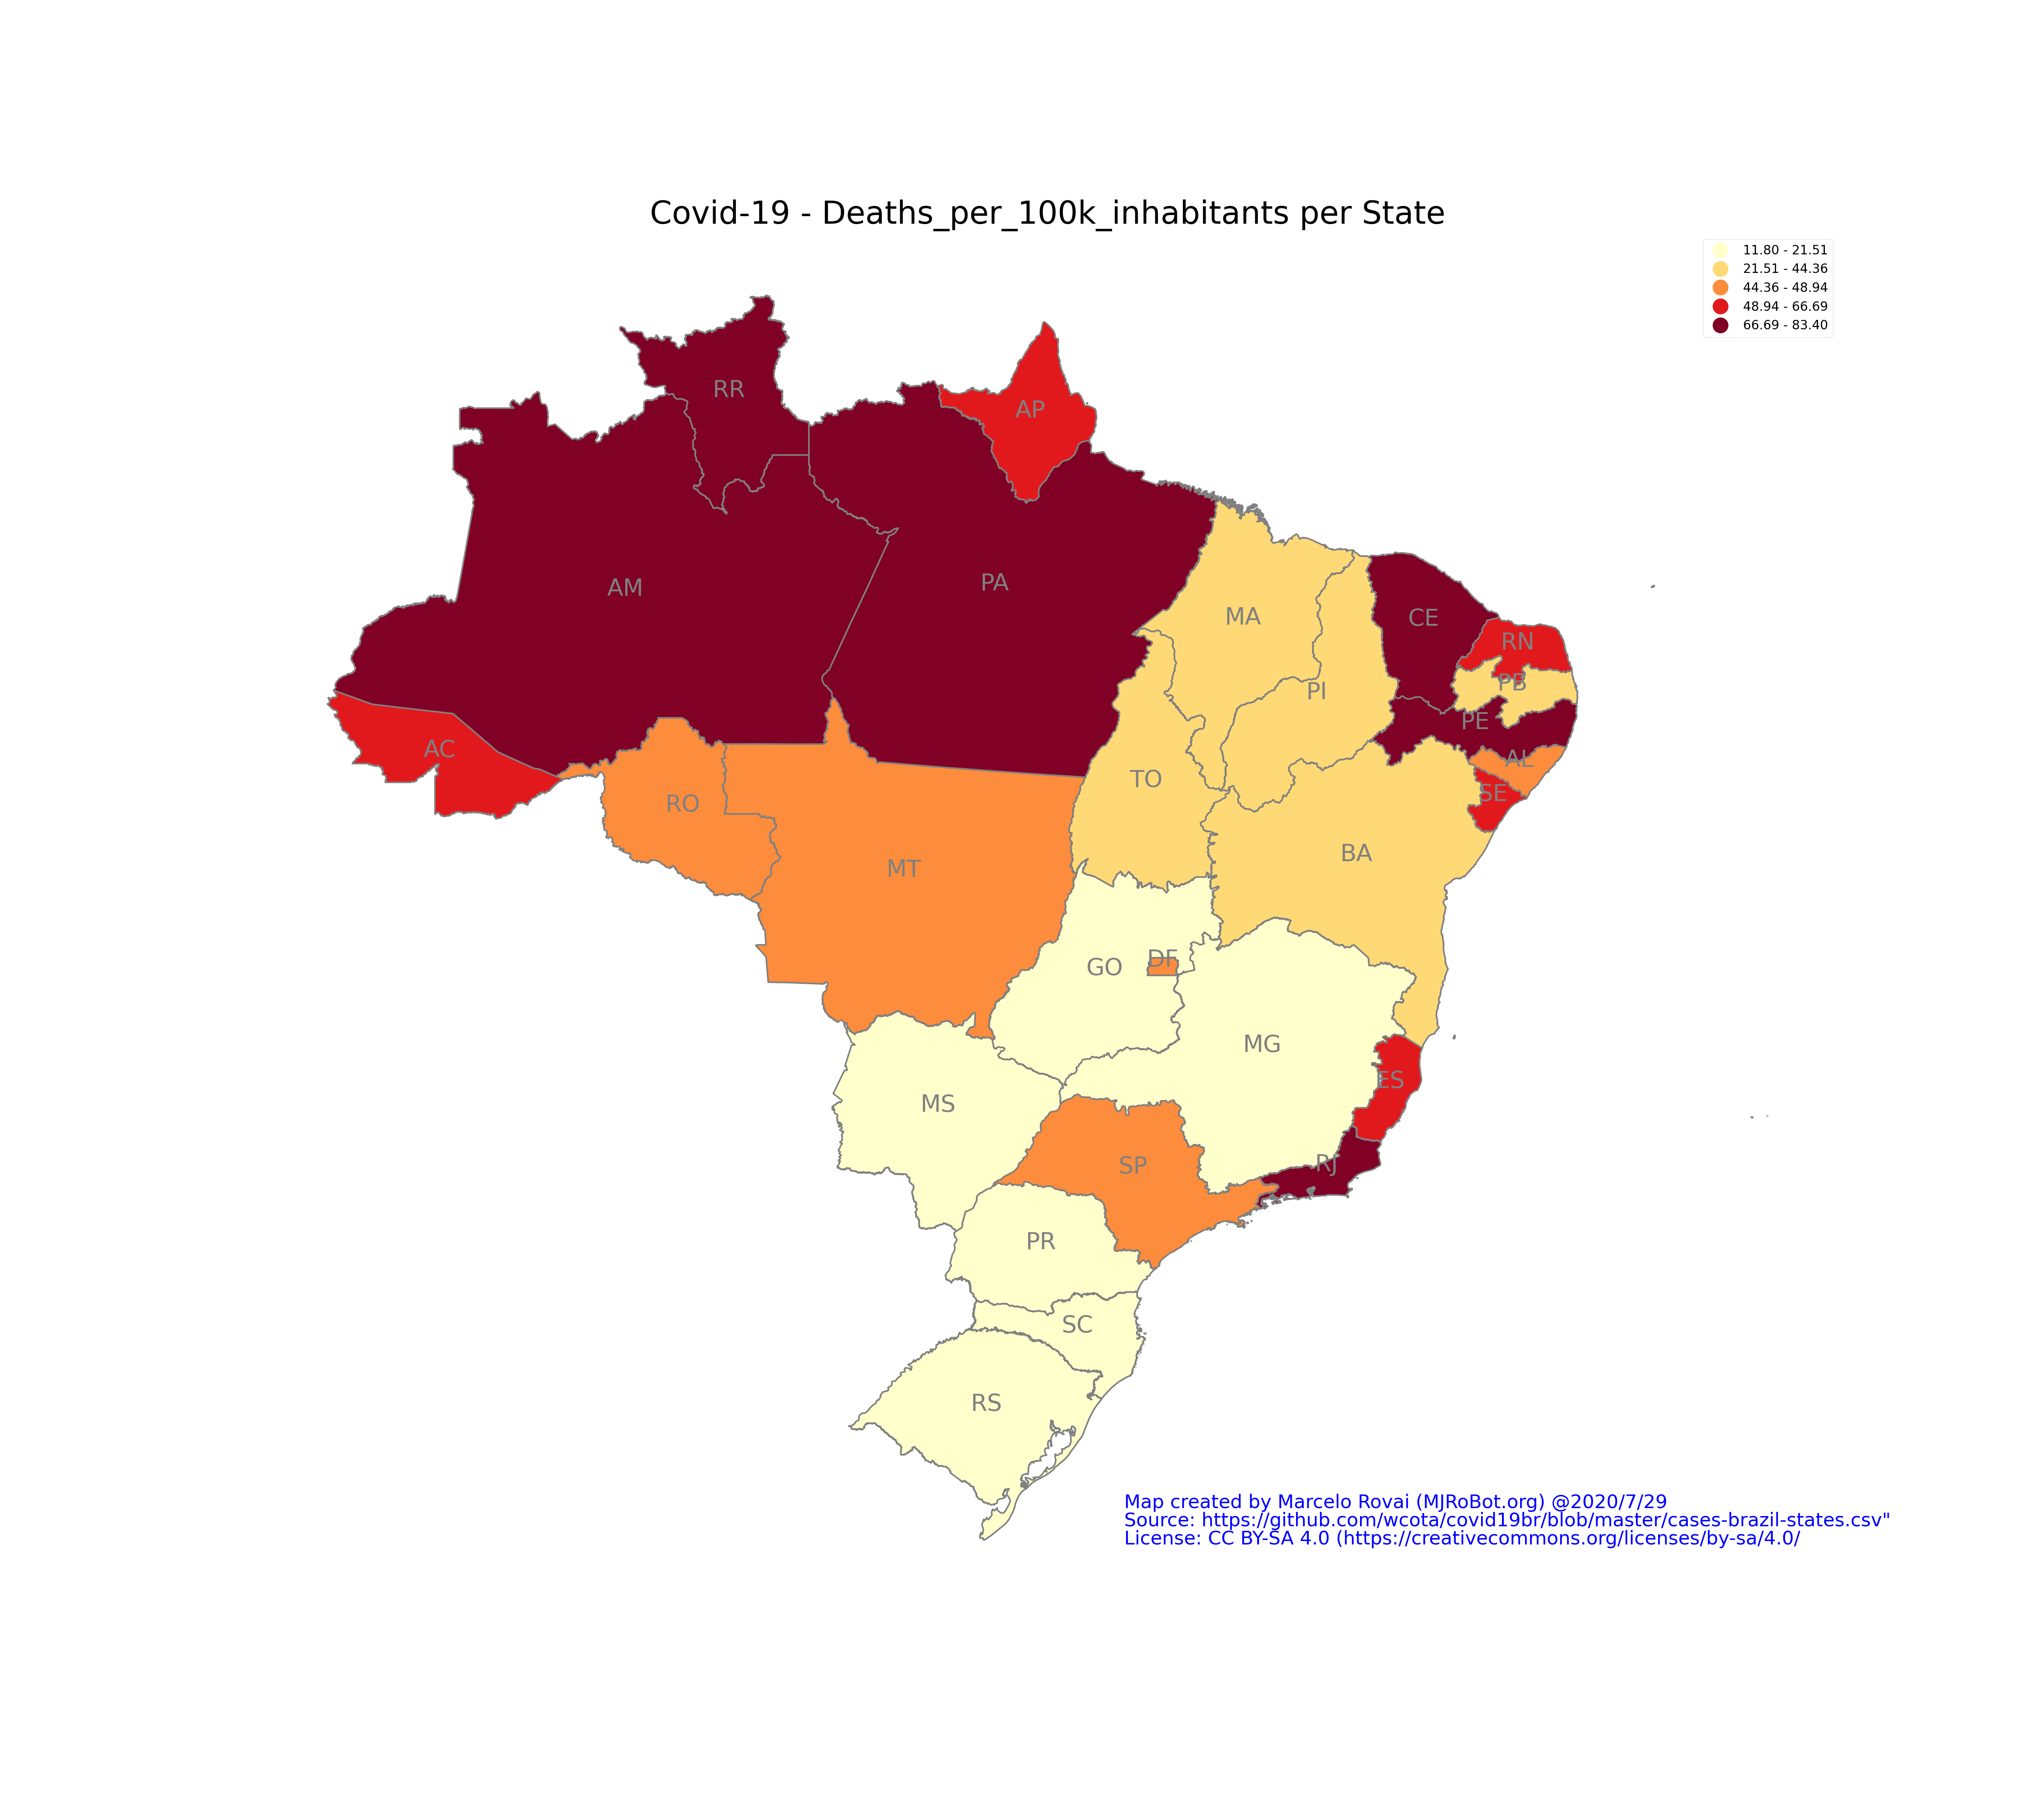 Covid-19 - Deaths_per_100k_inhabitants per State
11.80 - 21.51
21.51 - 44.36
44.36 - 48.94
48.94 - 66.69
66.69 - 83.40
RR
AP
AM
PA
MA
CE
RN
PI
PB
PE
AC
AL
TO
SE
RO
BA
MT
DF
GO
MG
ES
MS
RJ
SP
PR
SC
RS
Map created by Marcelo Rovai (MJRoBot.org) @2020/7/29
Source: https://github.com/wcota/covid19br/blob/master/cases-brazil-states.csv"
License: CC BY-SA 4.0 (https://creativecommons.org/licenses/by-sa/4.0/